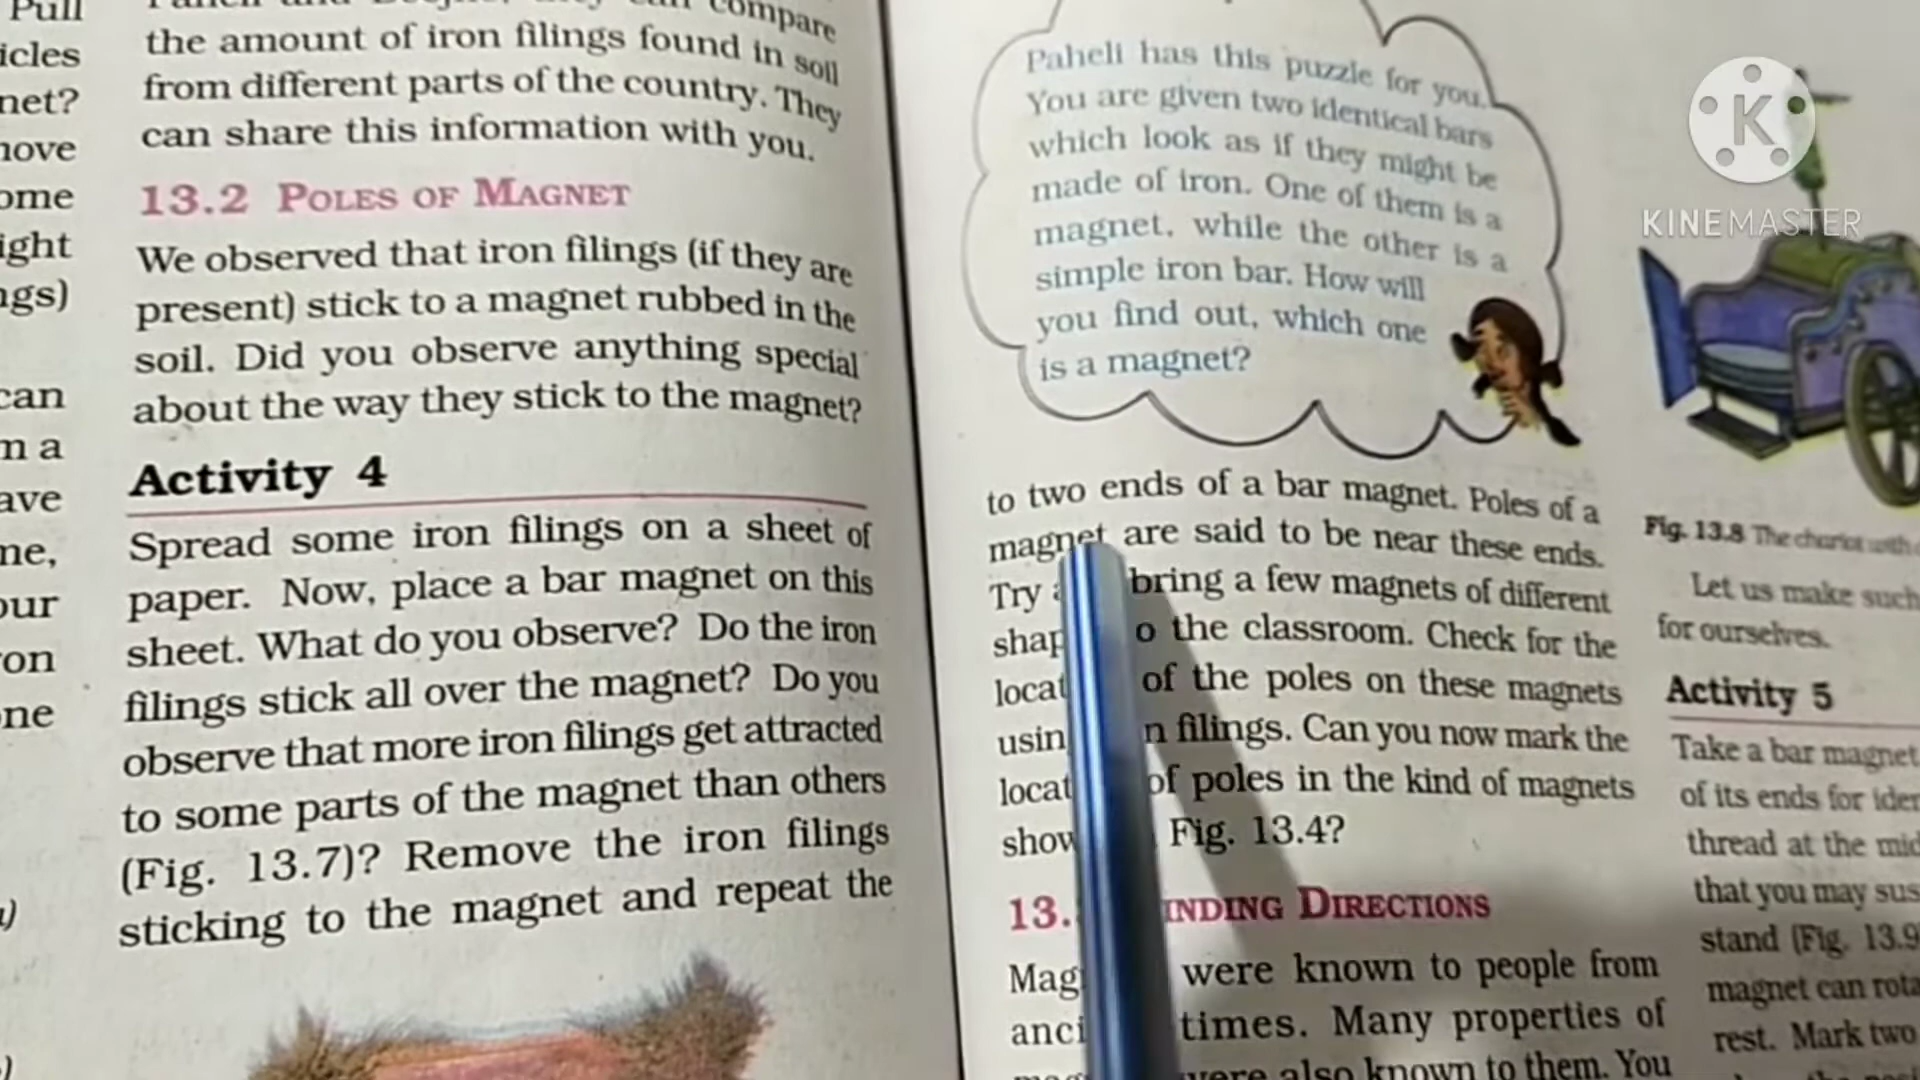 Pull
icles
net?
nove
ome
ight
ngs)
can
n a
ave
ne,
our
on
ne
compare
the amount of iron filings found in soil
from different parts of the country. They
can share this information with you.
13.2 POLES OF MAGNET
We observed that iron filings (if they are
present) stick to a magnet rubbed in the
soil. Did you observe anything special
about the way they stick to the magnet?
Activity 4
Spread some iron filings on a sheet of
paper. Now, place a bar magnet on this
sheet. What do you observe? Do the iron
filings stick all over the magnet? Do you
observe that more iron filings get attracted
to some parts of the magnet than others
(Fig. 13.7)? Remove the iron filings
sticking to the magnet and repeat the
Paheli has this puzzle for you.
You are given two identical bars
which look as if they might be
made of iron. One of them is a
magnet, while the other is a
simple iron bar. How will
you find out, which one
is a magnet?
to two ends of a bar magnet. Poles of a
magnet are said to be near these ends.
Try bring a few magnets of different
shap o the classroom. Check for the
locat of the poles on these magnets
usin n filings. Can you now mark the
locat of poles in the kind of magnets
show Fig. 13.4?
13. INDING DIRECTIONS
Mag were known to people from
anci times. Many properties of
were also known to them. You
K
KINEMASTER
Fig. 13.8 The chariot with
Let us make such
for ourselves.
Activity 5
Take a bar magnet
of its ends for iden
thread at the mid
that you may sus
stand (Fig. 13.9
magnet can rota
rest. Mark two